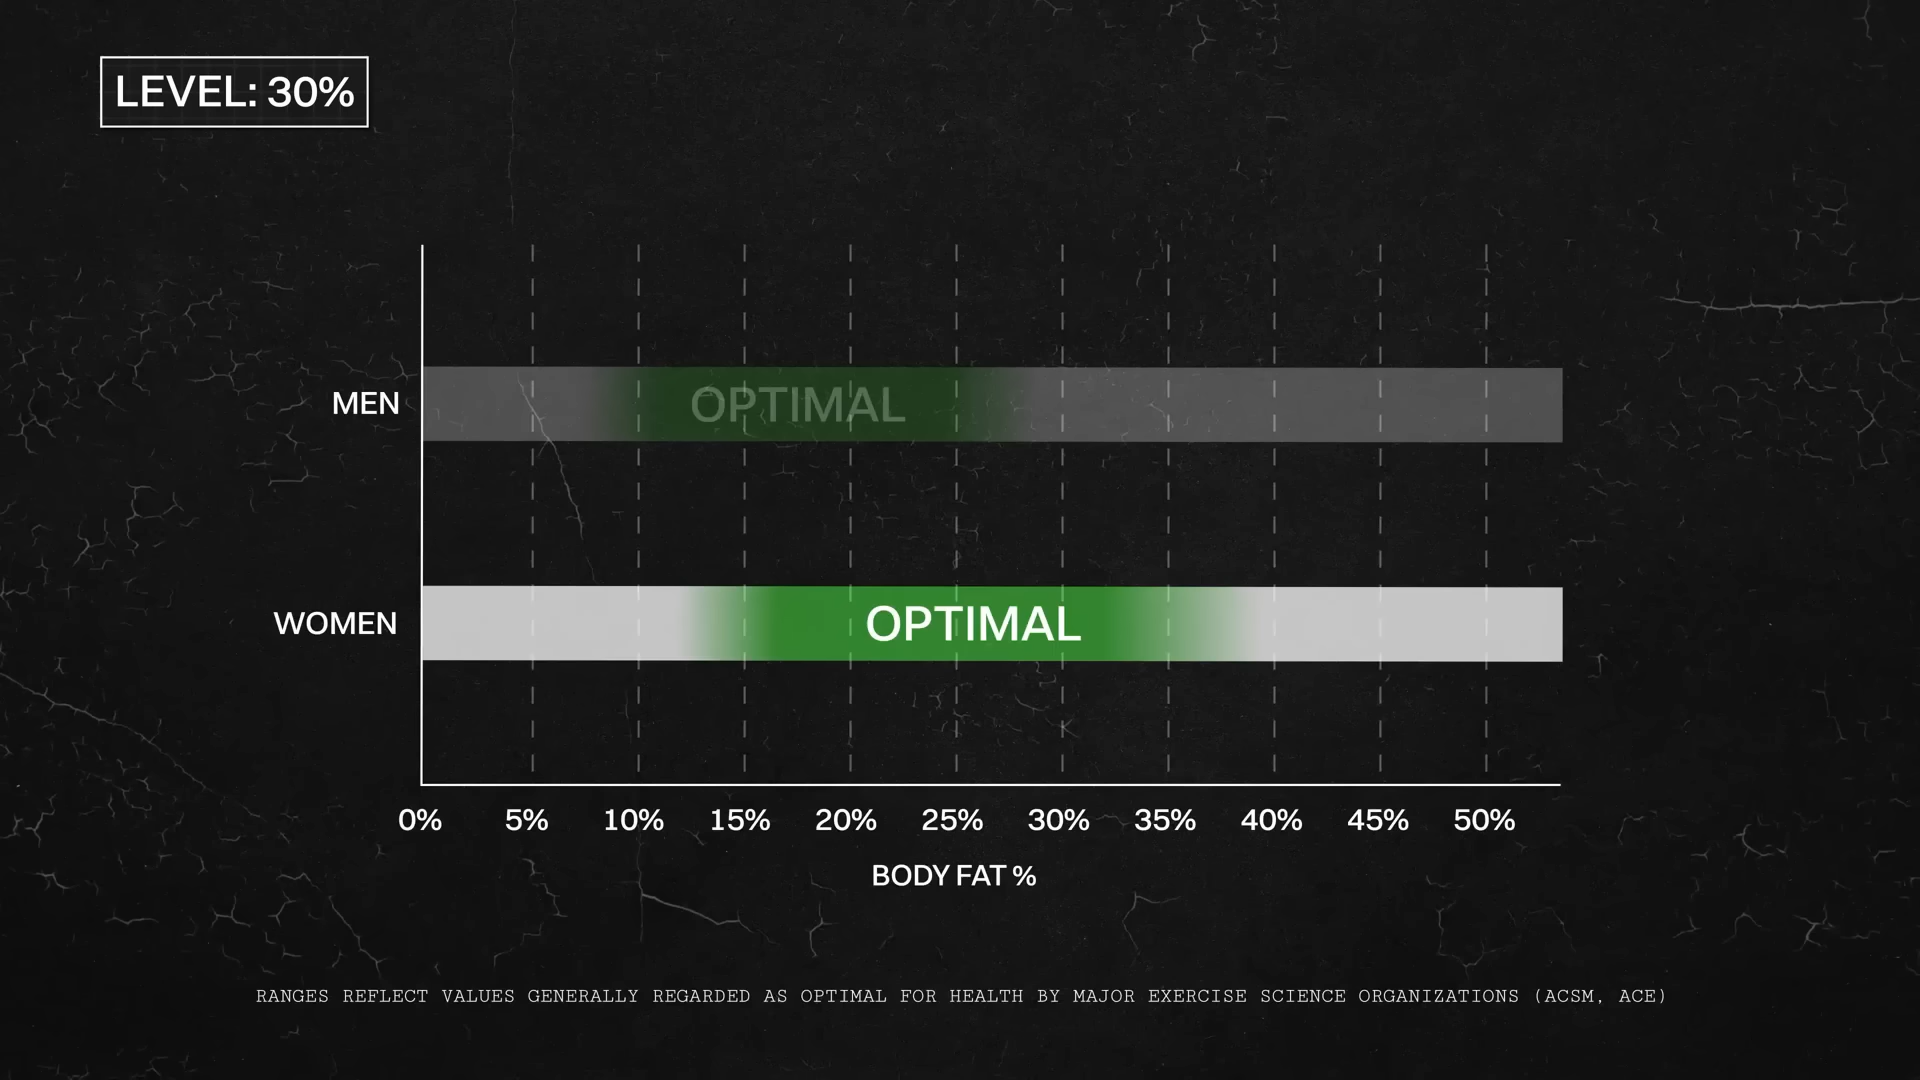 LEVEL: 30%
MEN
OPTIMAL
WOMEN
OPTIMAL
0% 5% 10% 15% 20% 25% 30% 35% 40% 45% 50%
BODY FAT %
RANGES REFLECT VALUES GENERALLY REGARDED AS OPTIMAL FOR HEALTH BY MAJOR EXERCISE SCIENCE ORGANIZATIONS (ACSM, ACE)